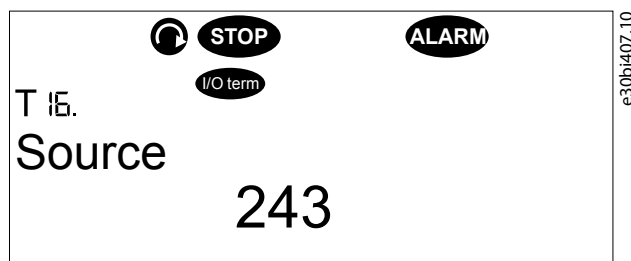 STOP ALARM
I/O term
T 16.
Source
243
e30bi407.10